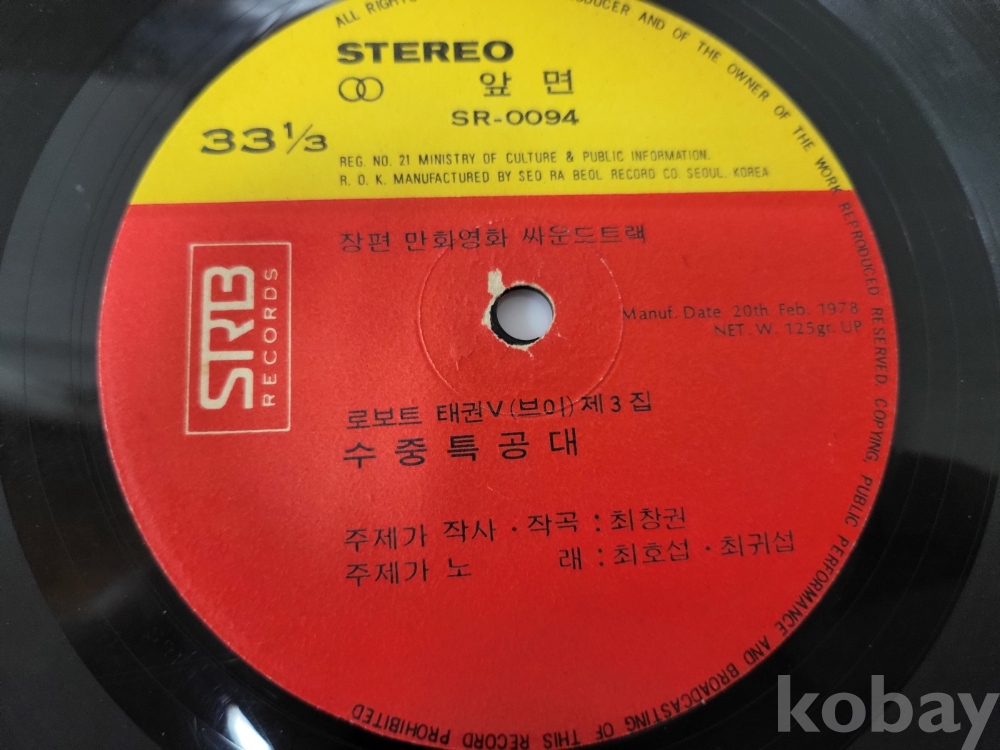 ALL RIGHTS
DUCER AND OF THE OWNER OF THE WORK REPRODUCED RESERVED. COPYING, PUBLIC PERFORMANCE AND BROADCASTING OF THIS RECORD PROHIBITED
STEREO
앞 면
SR-0094
33 1/3
REG. NO. 21 MINISTRY OF CULTURE & PUBLIC INFORMATION.
R. O. K. MANUFACTURED BY SEO RA BEOL RECORD CO. SEOUL. KOREA
장편 만화영화 싸운드트랙
SRB
RECORDS
Manuf. Date 20th Feb. 1978
NET. W. 125gr. UP
로보트 태권V(브이)제3집
수중특공대
주제가 작사·작곡:최창권
주제가 노 래:최호섭·최귀섭
kobay